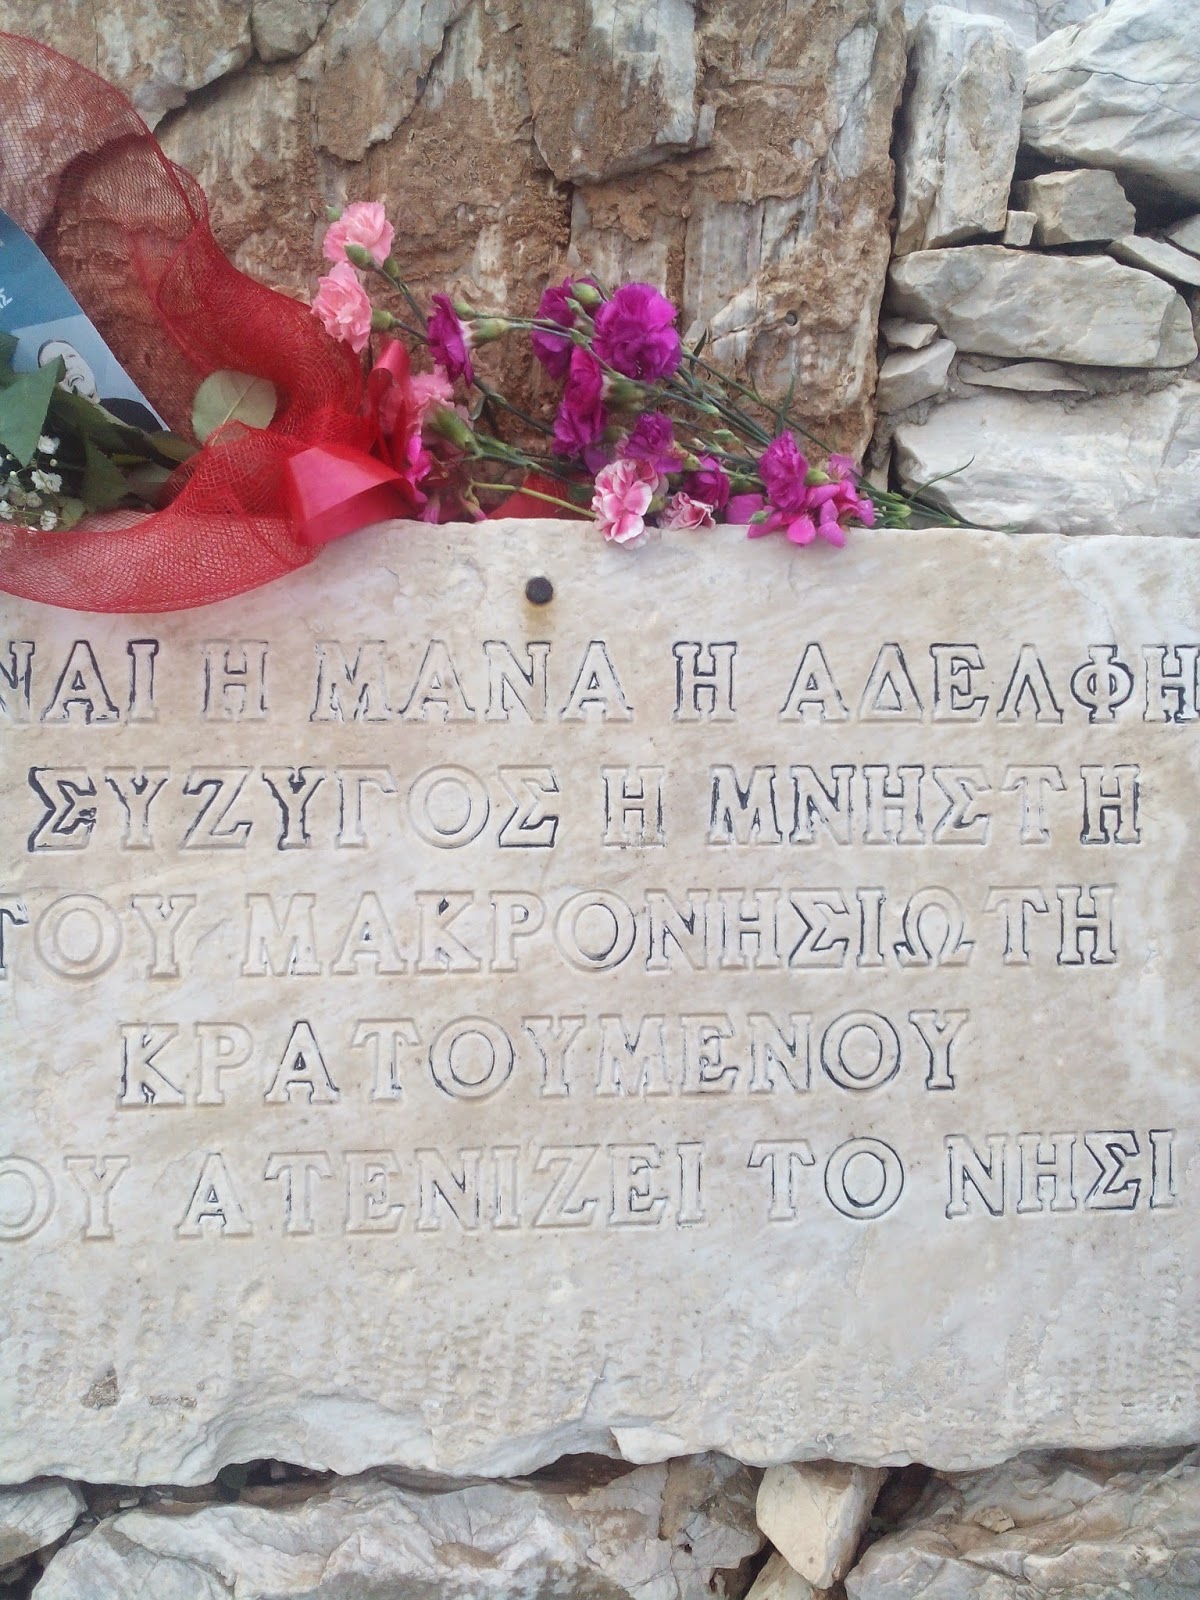 ΝΑΙ Η ΜΑΝΑ Η ΑΔΕΛΦΗ
ΣΥΖΥΓΟΣ Η ΜΝΗΣΤΗ
ΤΟΥ ΜΑΚΡΟΝΗΣΙΩΤΗ
ΚΡΑΤΟΥΜΕΝΟΥ
ΟΥ ΑΤΕΝΙΖΕΙ ΤΟ ΝΗΣΙ